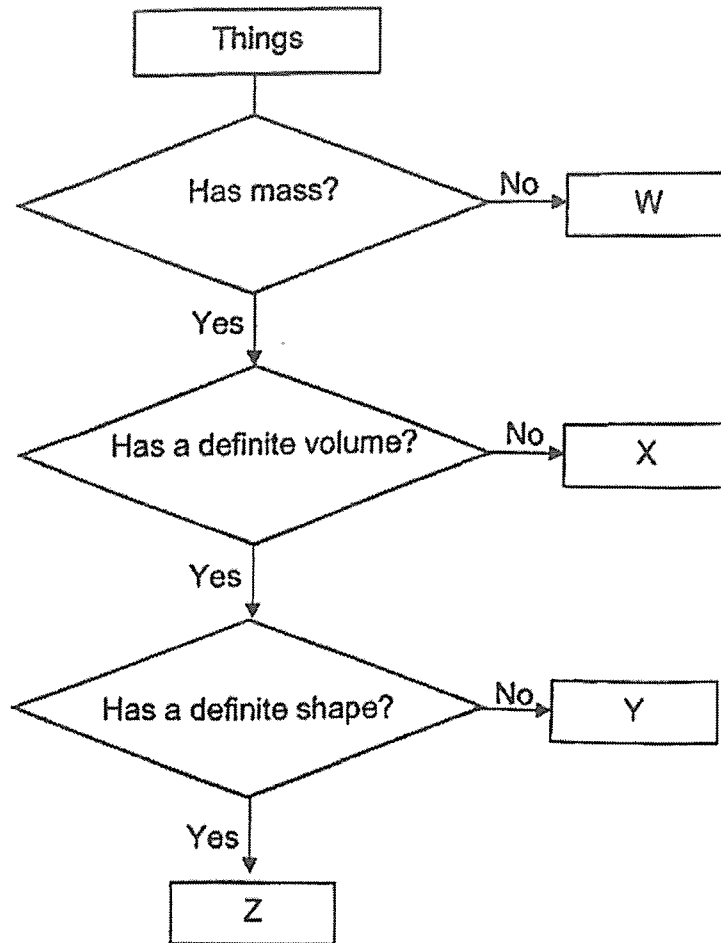 Things
Has mass?
No
W
Yes
Has a definite volume?
No
X
Yes
Has a definite shape?
No
Y
Yes
Z